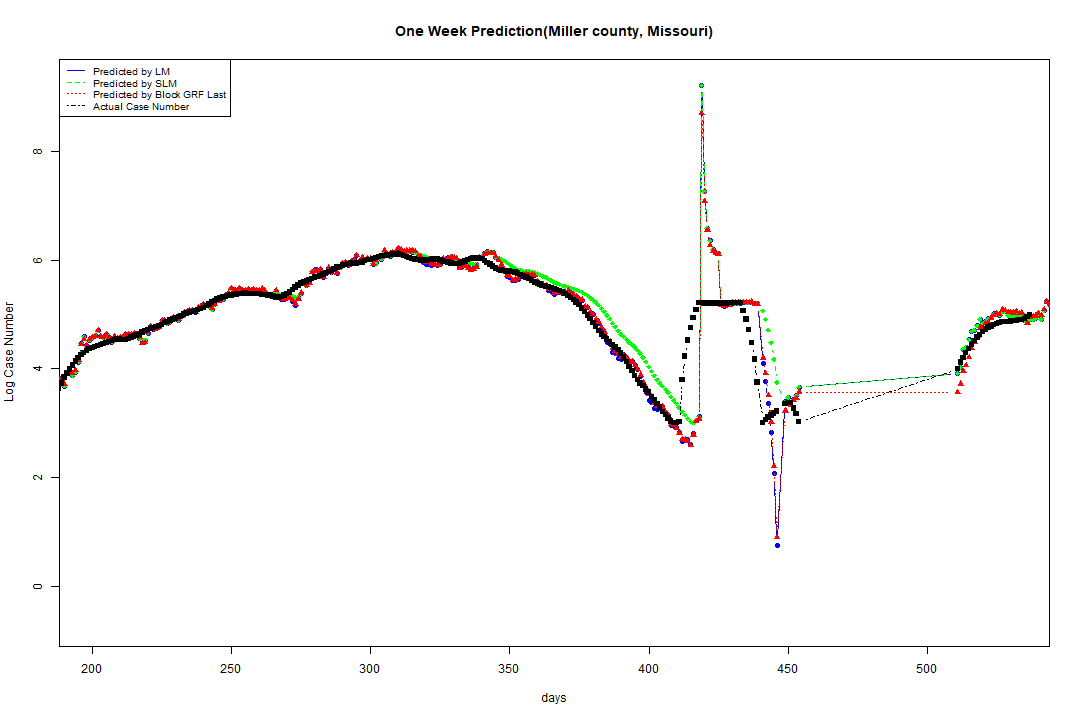 One Week Prediction(Miller county, Missouri)
Predicted by LM
Predicted by SLM
Predicted by Block GRF Last
Actual Case Number
Log Case Number
8
6
4
2
0
200 250 300 350 400 450 500
days